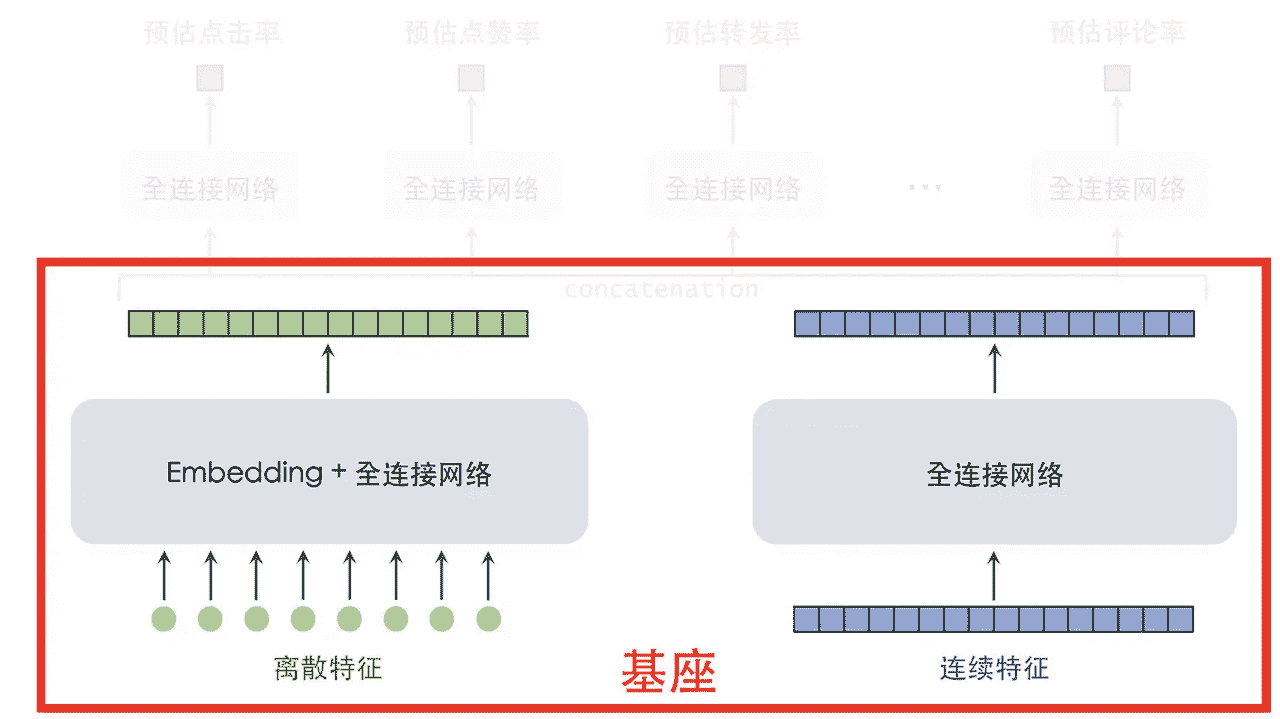 预估点击率 预估点赞率 预估转发率 预估评论率
全连接网络 全连接网络 全连接网络 ... 全连接网络
concatenation
Embedding + 全连接网络 全连接网络
离散特征 基座 连续特征